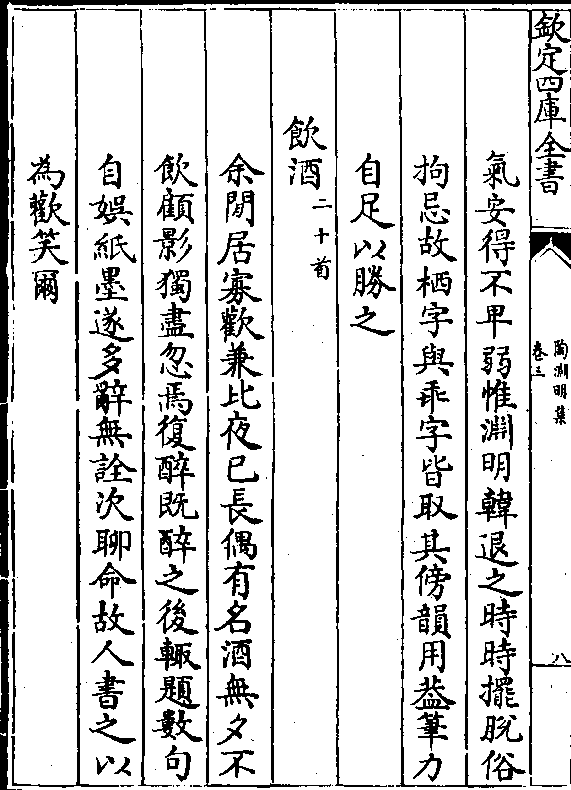 欽定四庫全書
陶淵明集
卷三
八
氣安得不卑弱惟淵明韓退之時時擺脫俗
拘忌故栖字與乖字皆取其傍韻用葢筆力
自足以勝之
飲酒二十首
余閒居寡歡兼比夜已長偶有名酒無夕不
飲顧影獨盡忽焉復醉既醉之後輙題數句
自娯紙墨遂多辭無詮次聊命故人書之以
為歡笑爾